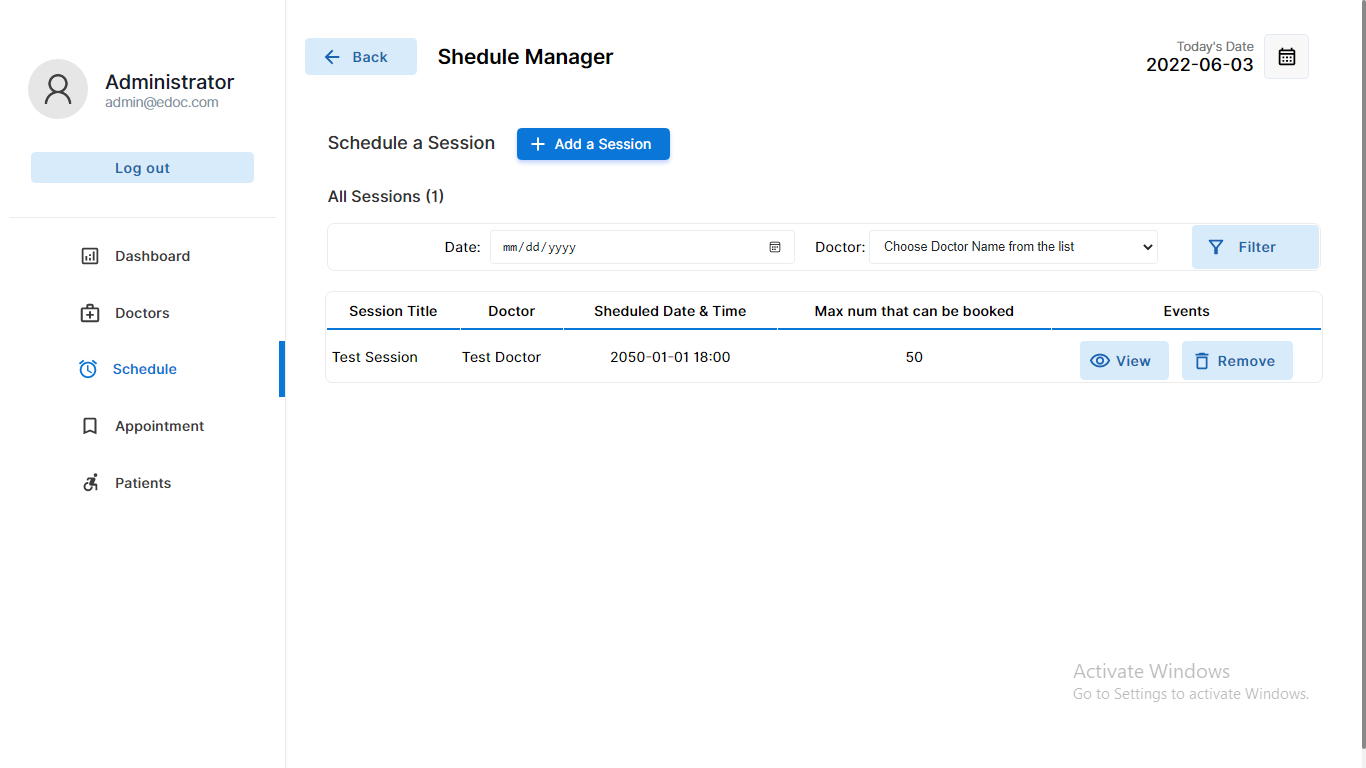 Administrator
admin@edoc.com
Log out
Dashboard
Doctors
Schedule
Appointment
Patients
Back
Shedule Manager
Today's Date
2022-06-03
Schedule a Session
Add a Session
All Sessions (1)
Date: mm/dd/yyyy Doctor: Choose Doctor Name from the list Filter
Session Title Doctor Sheduled Date & Time Max num that can be booked Events
Test Session Test Doctor 2050-01-01 18:00 50 View Remove
Activate Windows
Go to Settings to activate Windows.